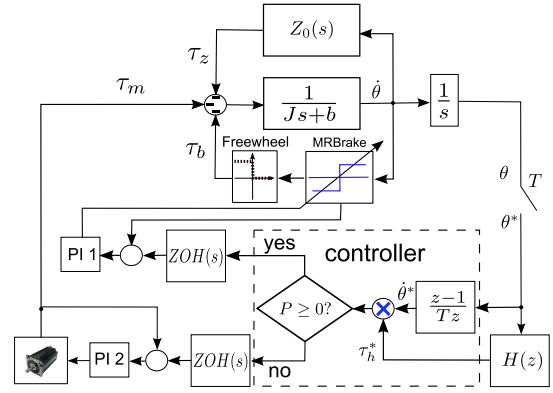 Z₀(s)
τ_z
τ_m
1/(Js+b)
θ̇
1/s
Freewheel
MRBrake
τ_b
θ
T
θ*
PI 1
ZOH(s)
yes
controller
P ≥ 0?
θ̇*
(z−1)/(Tz)
τ_h*
H(z)
PI 2
ZOH(s)
no